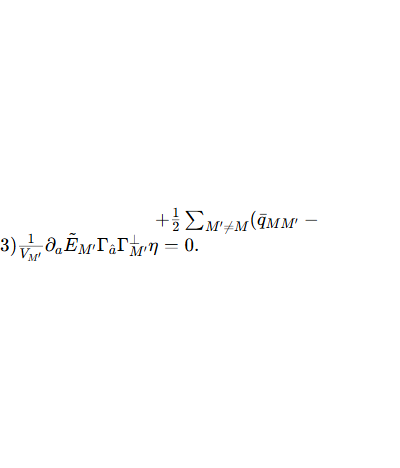 $+\frac{1}{2}\sum_{M'\neq M}(\bar{q}_{MM'} -$
$3)\frac{1}{V_{M'}}\partial_a \tilde{E}_{M'}\Gamma_{\hat{a}}\Gamma^{\perp}_{M'}\eta = 0.$